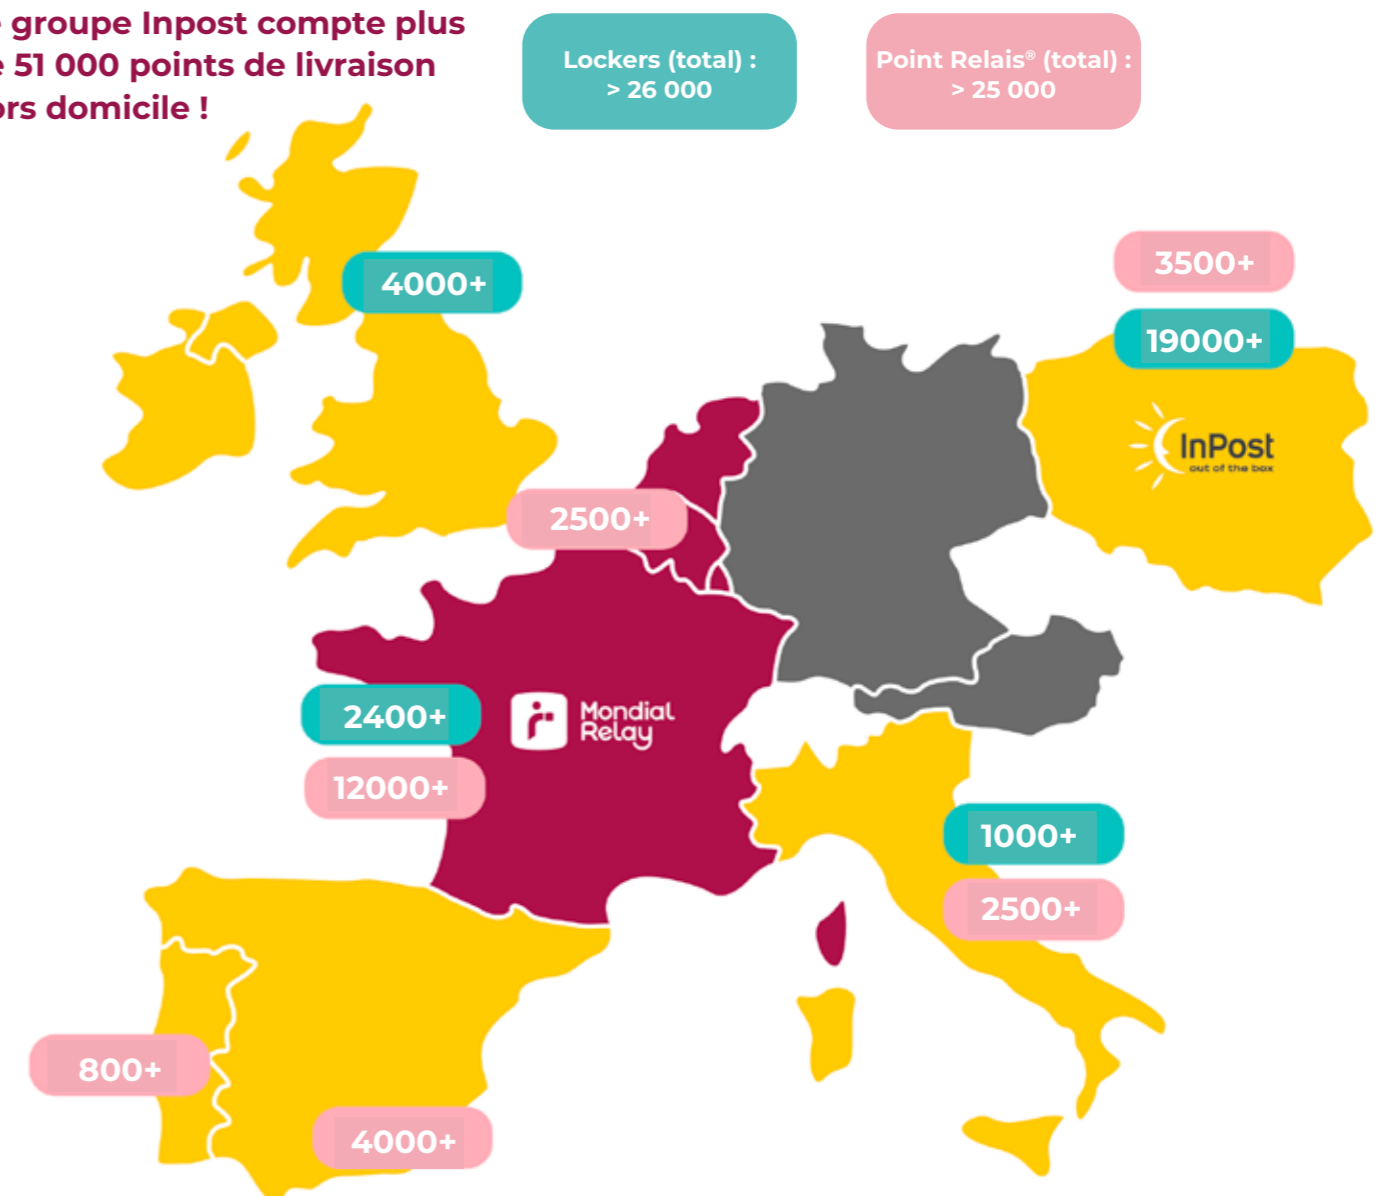 e groupe Inpost compte plus
e 51 000 points de livraison
ors domicile !
Lockers (total) :
> 26 000
Point Relais® (total) :
> 25 000
4000+
3500+
19000+
InPost
out of the box
2500+
2400+
12000+
Mondial
Relay
1000+
2500+
800+
4000+